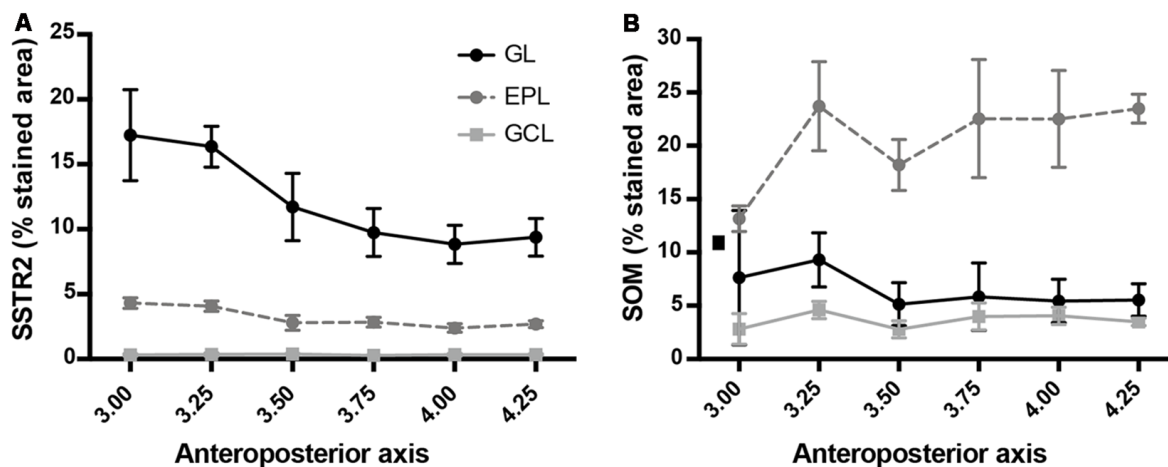 A
SSTR2 (% stained area)
25
20
15
10
5
0
GL
EPL
GCL
3.00 3.25 3.50 3.75 4.00 4.25
Anteroposterior axis
B
SOM (% stained area)
30
25
20
15
10
5
0
3.00 3.25 3.50 3.75 4.00 4.25
Anteroposterior axis